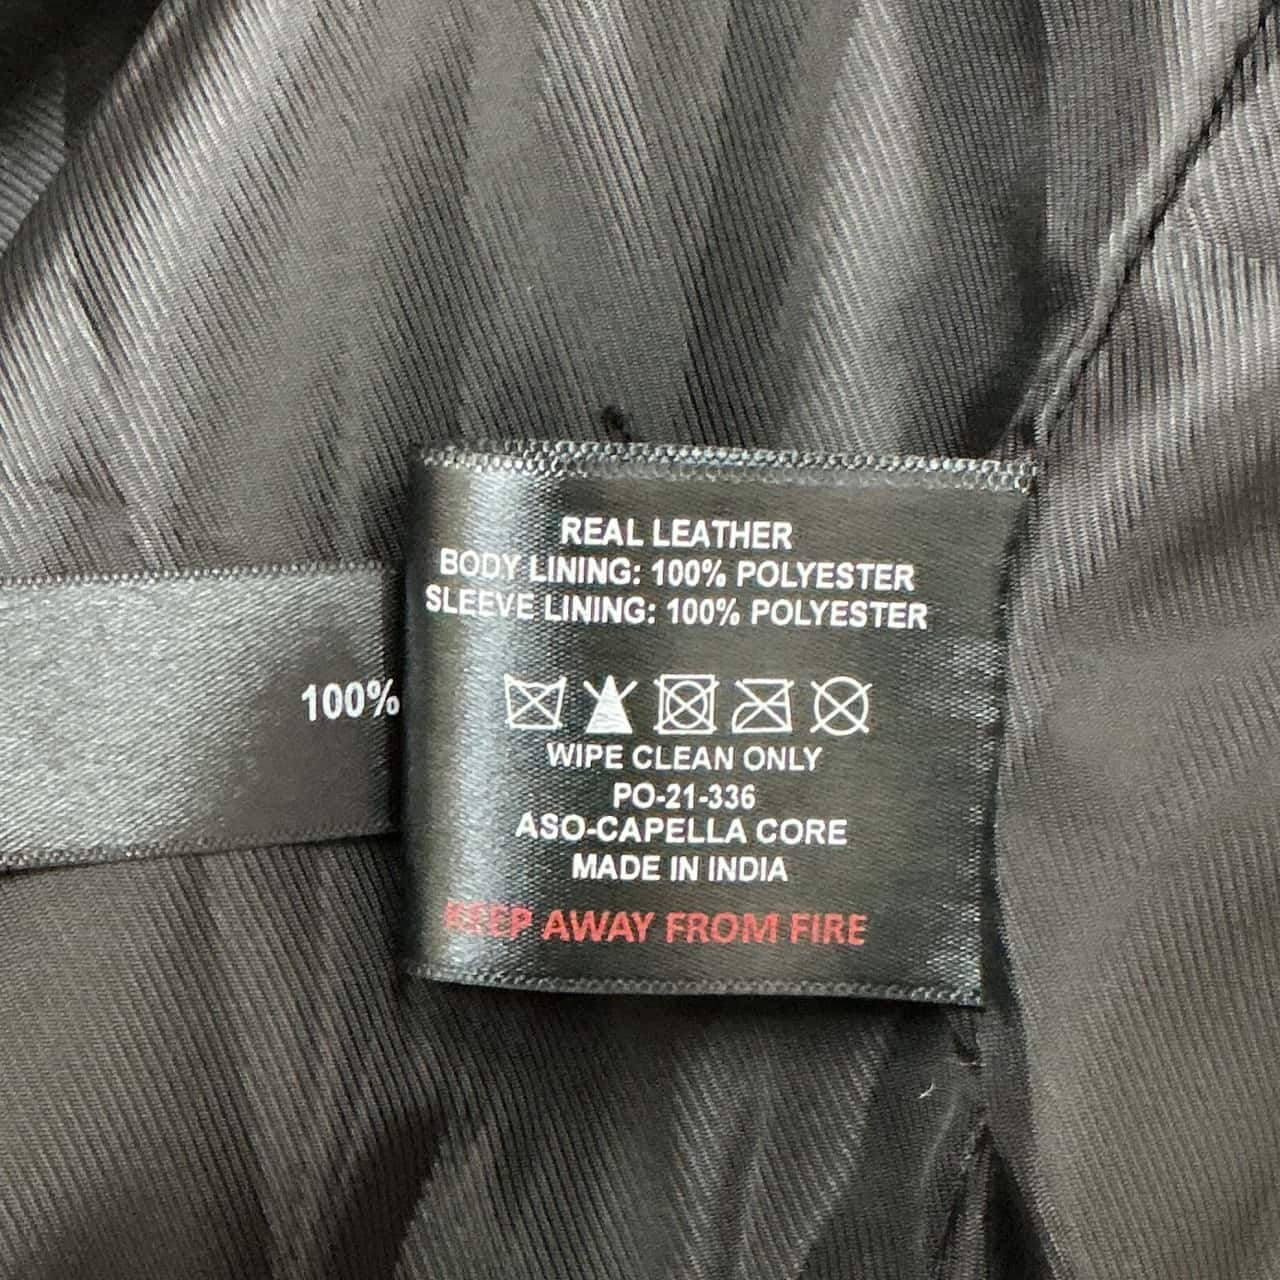 REAL LEATHER
BODY LINING: 100% POLYESTER
SLEEVE LINING: 100% POLYESTER
100%
WIPE CLEAN ONLY
PO-21-336
ASO-CAPELLA CORE
MADE IN INDIA
KEEP AWAY FROM FIRE